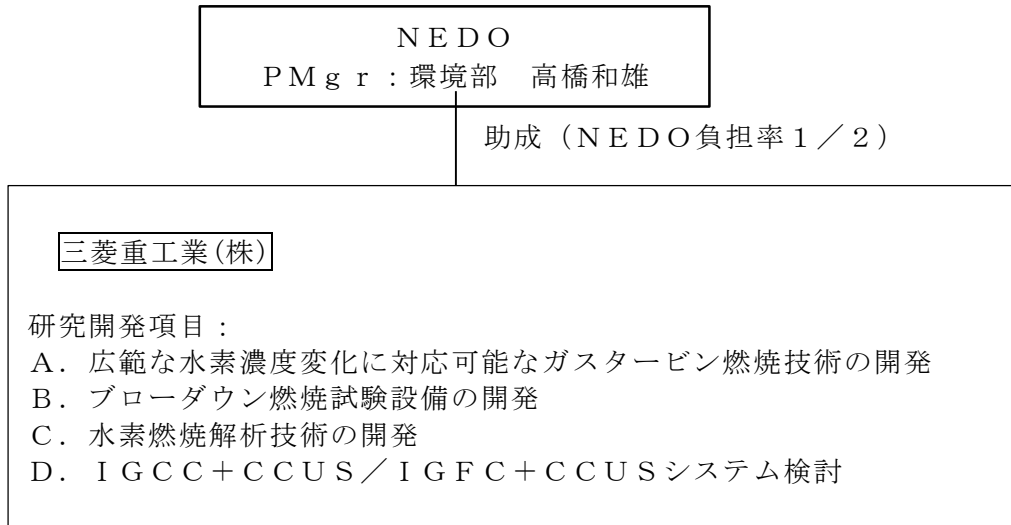 ＮＥＤＯ
ＰＭｇｒ：環境部　高橋和雄
助成（ＮＥＤＯ負担率１／２）
三菱重工業(株)
研究開発項目：
Ａ．広範な水素濃度変化に対応可能なガスタービン燃焼技術の開発
Ｂ．ブローダウン燃焼試験設備の開発
Ｃ．水素燃焼解析技術の開発
Ｄ．ＩＧＣＣ＋ＣＣＵＳ／ＩＧＦＣ＋ＣＣＵＳシステム検討